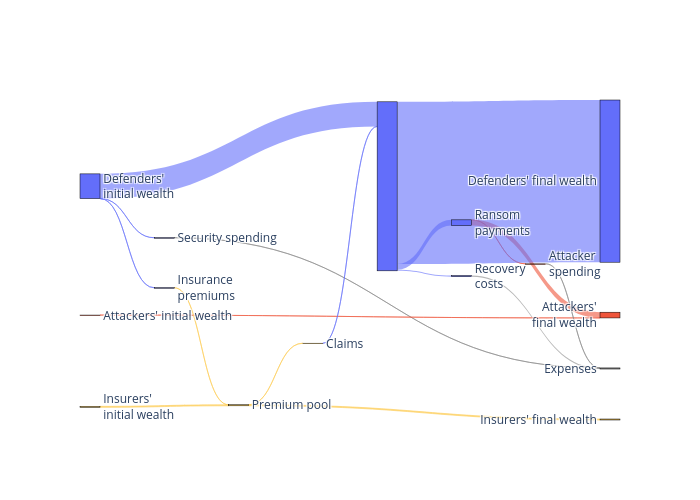 Defenders'
initial wealth
Defenders' final wealth
Ransom
payments
Security spending
Attacker
spending
Recovery
costs
Insurance
premiums
Attackers' initial wealth
Attackers'
final wealth
Claims
Expenses
Insurers'
initial wealth
Premium pool
Insurers' final wealth